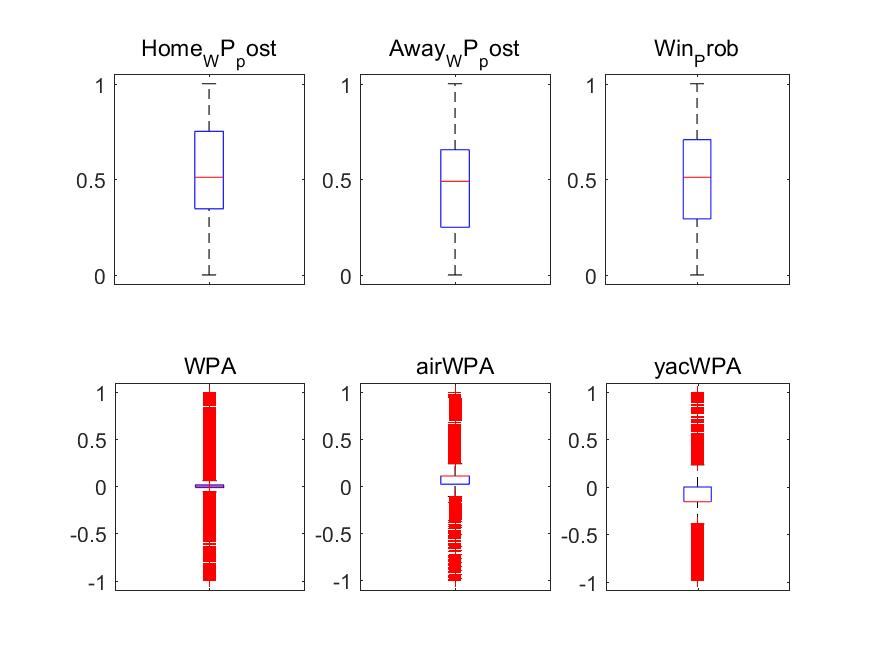 Home_WP_post Away_WP_post Win_Prob
1 1 1
0.5 0.5 0.5
0 0 0
WPA airWPA yacWPA
1 1 1
0.5 0.5 0.5
0 0 0
-0.5 -0.5 -0.5
-1 -1 -1